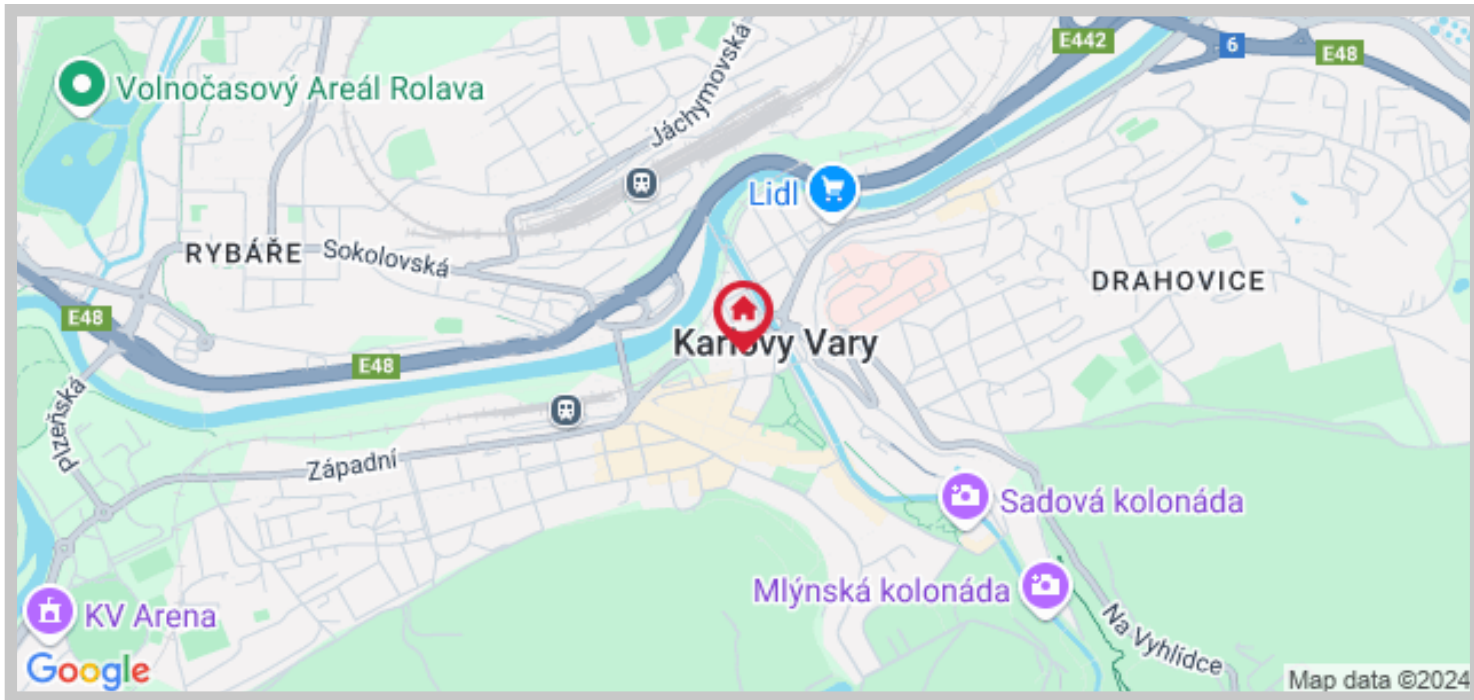 E442
6
E48
Volnočasový Areál Rolava
Jáchymovská
Lidl
RYBÁŘE
Sokolovská
DRAHOVICE
E48
Karlovy Vary
E48
Plzeňská
Západní
Sadová kolonáda
Mlýnská kolonáda
KV Arena
Na Vyhlídce
Google
Map data ©2024